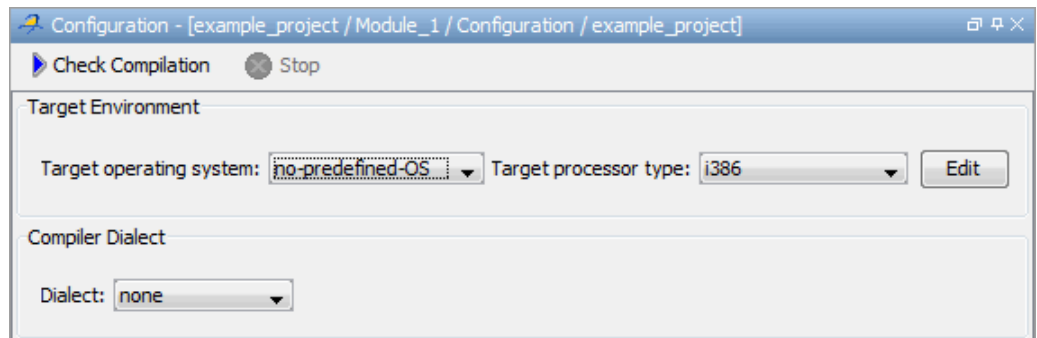 Configuration - [example_project / Module_1 / Configuration / example_project]
Check Compilation Stop
Target Environment
Target operating system: no-predefined-OS Target processor type: i386 Edit
Compiler Dialect
Dialect: none